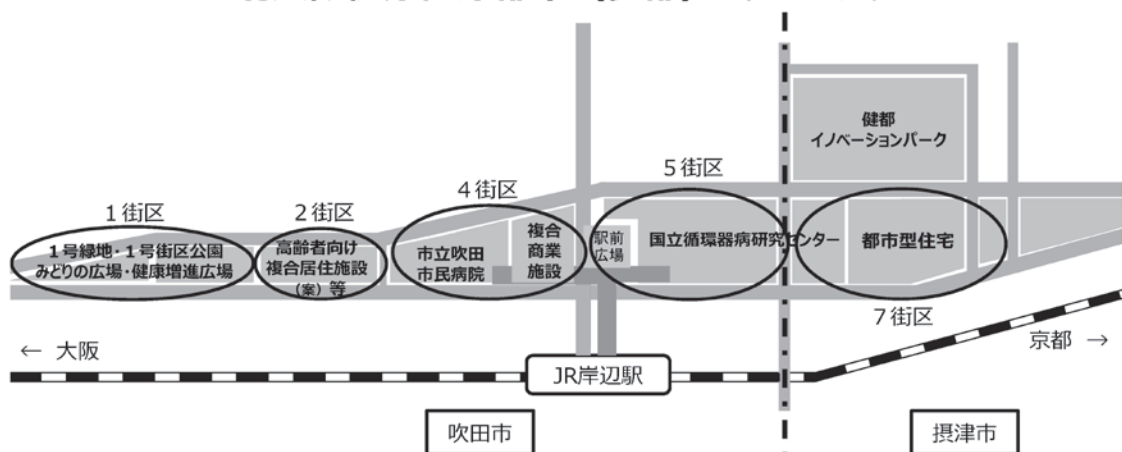 5街区
4街区
1街区
2街区
7街区
健都
イノベーションパーク
1号緑地・1号街区公園
みどりの広場・健康増進広場
高齢者向け
複合居住施設
（案）等
市立吹田
市民病院
複合
商業
施設
駅前
広場
国立循環器病研究センター
都市型住宅
← 大阪
京都 →
JR岸辺駅
吹田市
摂津市